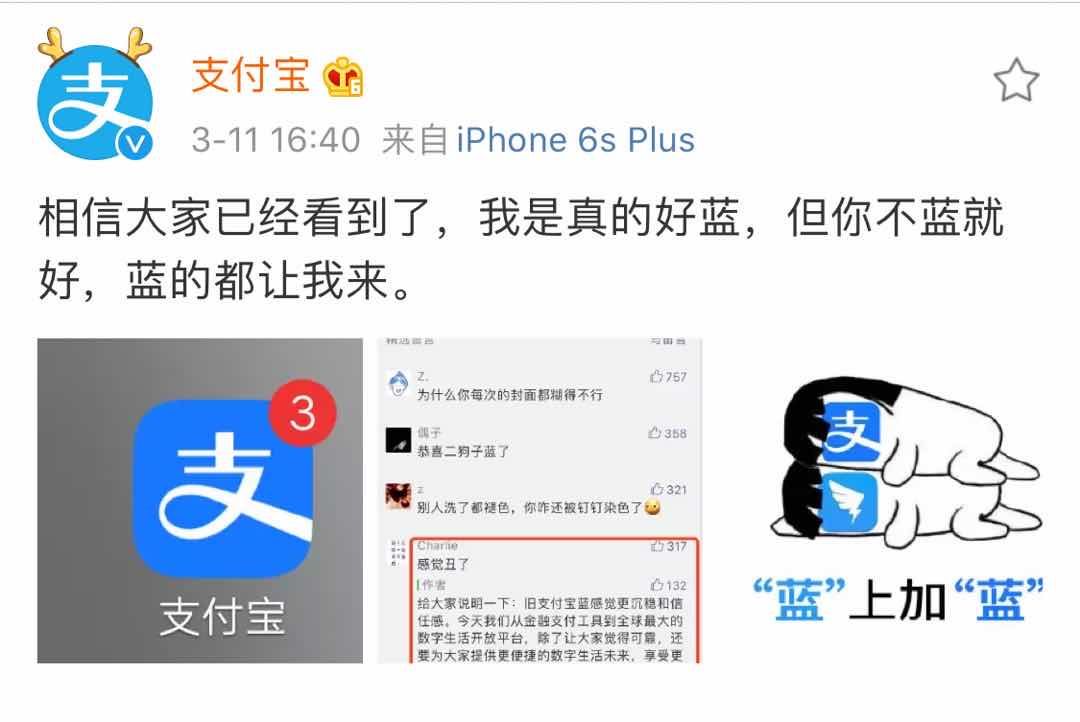 支付宝
6
3-11 16:40 来自 iPhone 6s Plus
相信大家已经看到了，我是真的好蓝，但你不蓝就
好，蓝的都让我来。
支
3
支付宝
精选留言 写留言
Z. 757
为什么你每次的封面都糊得不行
偶子 358
恭喜二狗子蓝了
z 321
别人洗了都褪色，你咋还被钉钉染色了
Charlie 317
感觉丑了
作者 132
给大家说明一下：旧支付宝蓝感觉更沉稳和信
任感。今天我们从金融支付工具到全球最大的
数字生活开放平台，除了让大家觉得可靠，还
要为大家提供更便捷的数字生活未来，享受更
支
“蓝”上加“蓝”